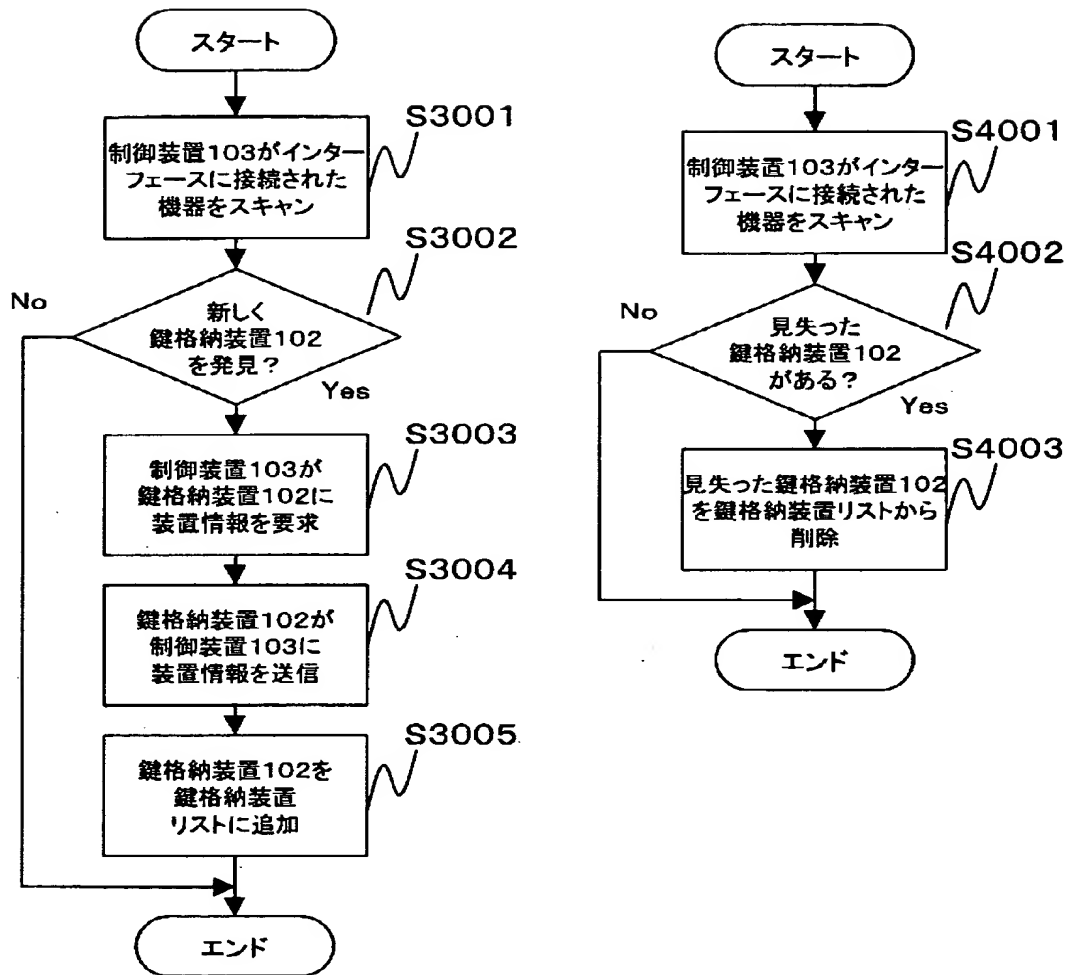 スタート
S3001
制御装置103がインター
フェースに接続された
機器をスキャン
S3002
No
新しく
鍵格納装置102
を発見?
Yes
S3003
制御装置103が
鍵格納装置102に
装置情報を要求
S3004
鍵格納装置102が
制御装置103に
装置情報を送信
S3005
鍵格納装置102を
鍵格納装置
リストに追加
エンド
スタート
S4001
制御装置103がインター
フェースに接続された
機器をスキャン
S4002
No
見失った
鍵格納装置102
がある?
Yes
S4003
見失った鍵格納装置102
を鍵格納装置リストから
削除
エンド